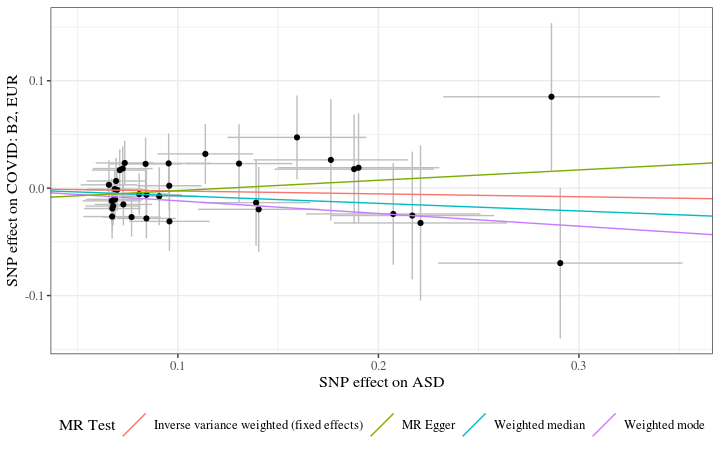 SNP effect on COVID: B2, EUR
0.1
0.0
-0.1
0.1
0.2
0.3
SNP effect on ASD
MR Test
Inverse variance weighted (fixed effects)
MR Egger
Weighted median
Weighted mode